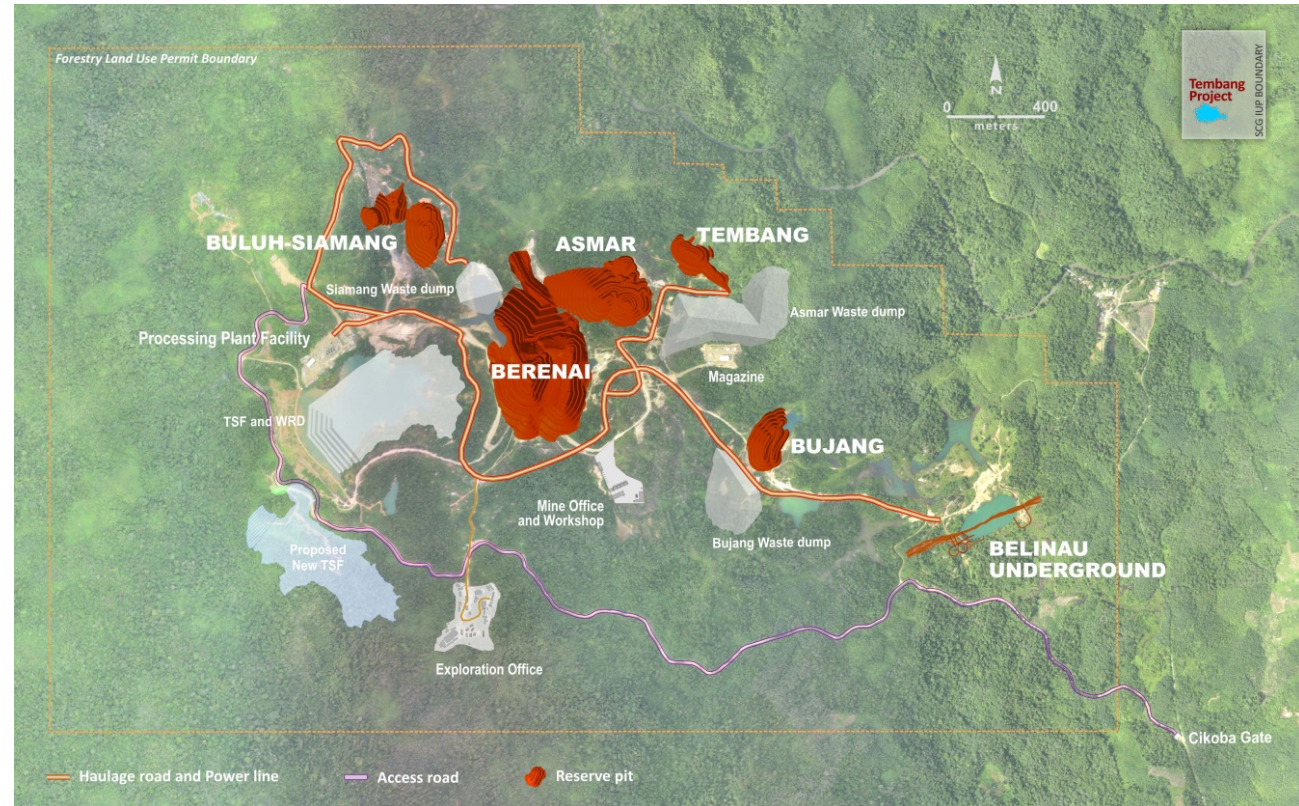 Forestry Land Use Permit Boundary
N
0 400
meters
Tembang
Project
SCG IUP BOUNDARY
BULUH-SIAMANG
ASMAR
TEMBANG
Siamang Waste dump
Asmar Waste dump
Processing Plant Facility
BERENAI
Magazine
TSF and WRD
BUJANG
Mine Office
and Workshop
Bujang Waste dump
Proposed
New TSF
BELINAU
UNDERGROUND
Exploration Office
Cikoba Gate
Haulage road and Power line
Access road
Reserve pit